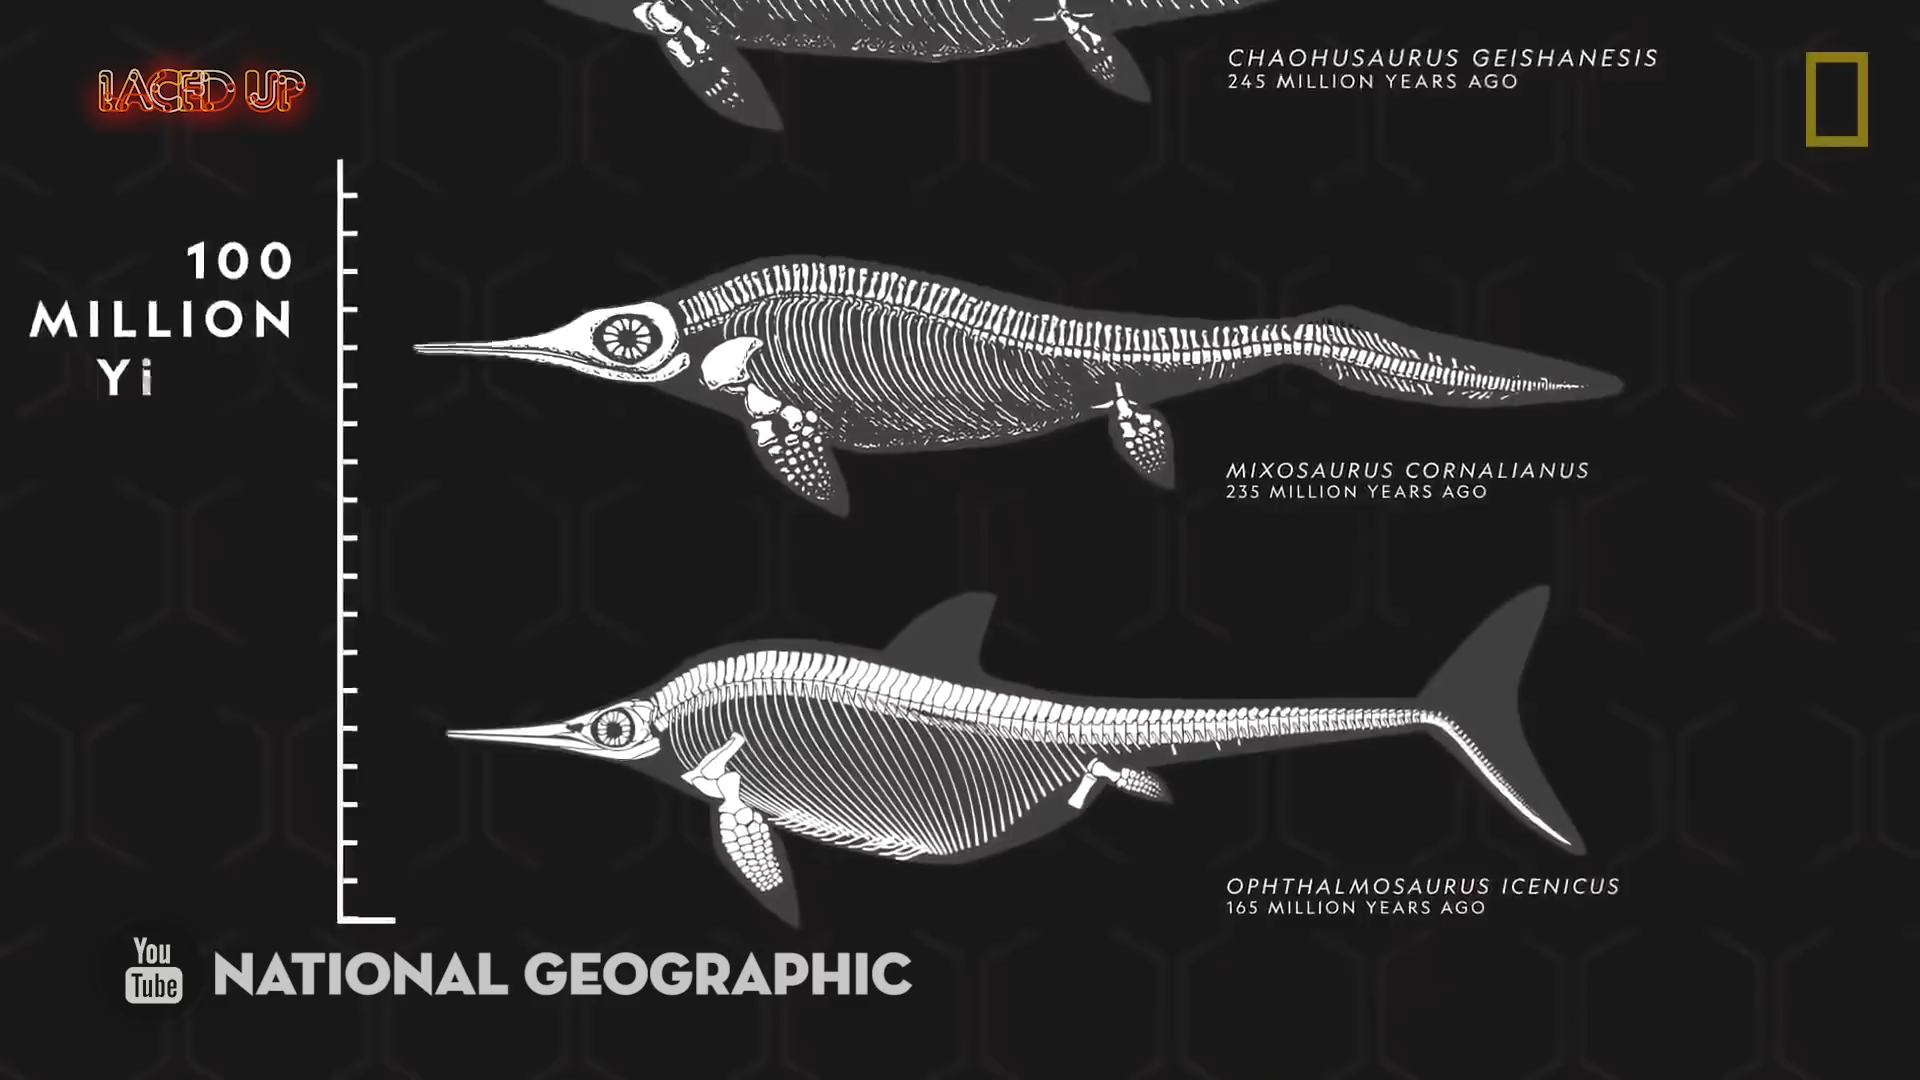 LACED UP
CHAOHUSAURUS GEISHANESIS
245 MILLION YEARS AGO
100
MILLION
Yi
MIXOSAURUS CORNALIANUS
235 MILLION YEARS AGO
OPHTHALMOSAURUS ICENICUS
165 MILLION YEARS AGO
You
Tube
NATIONAL GEOGRAPHIC